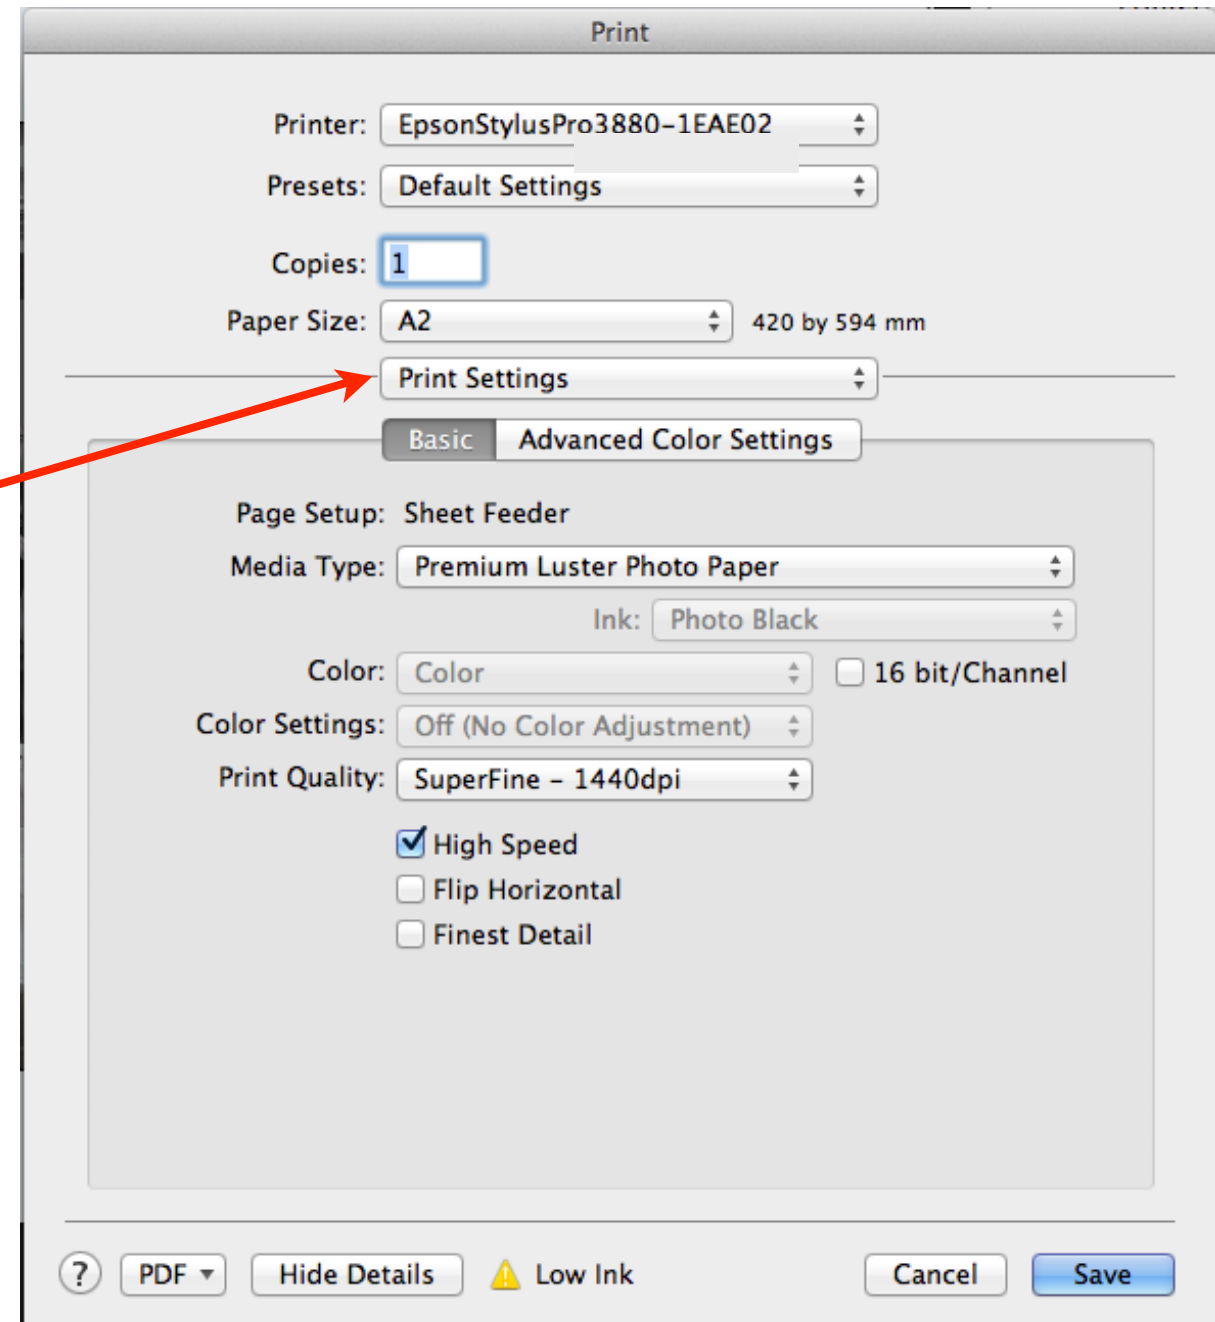 Print
Printer: EpsonStylusPro3880-1EAE02
Presets: Default Settings
Copies: 1
Paper Size: A2 420 by 594 mm
Print Settings
Basic Advanced Color Settings
Page Setup: Sheet Feeder
Media Type: Premium Luster Photo Paper
Ink: Photo Black
Color: Color 16 bit/Channel
Color Settings: Off (No Color Adjustment)
Print Quality: SuperFine – 1440dpi
High Speed
Flip Horizontal
Finest Detail
? PDF Hide Details Low Ink Cancel Save